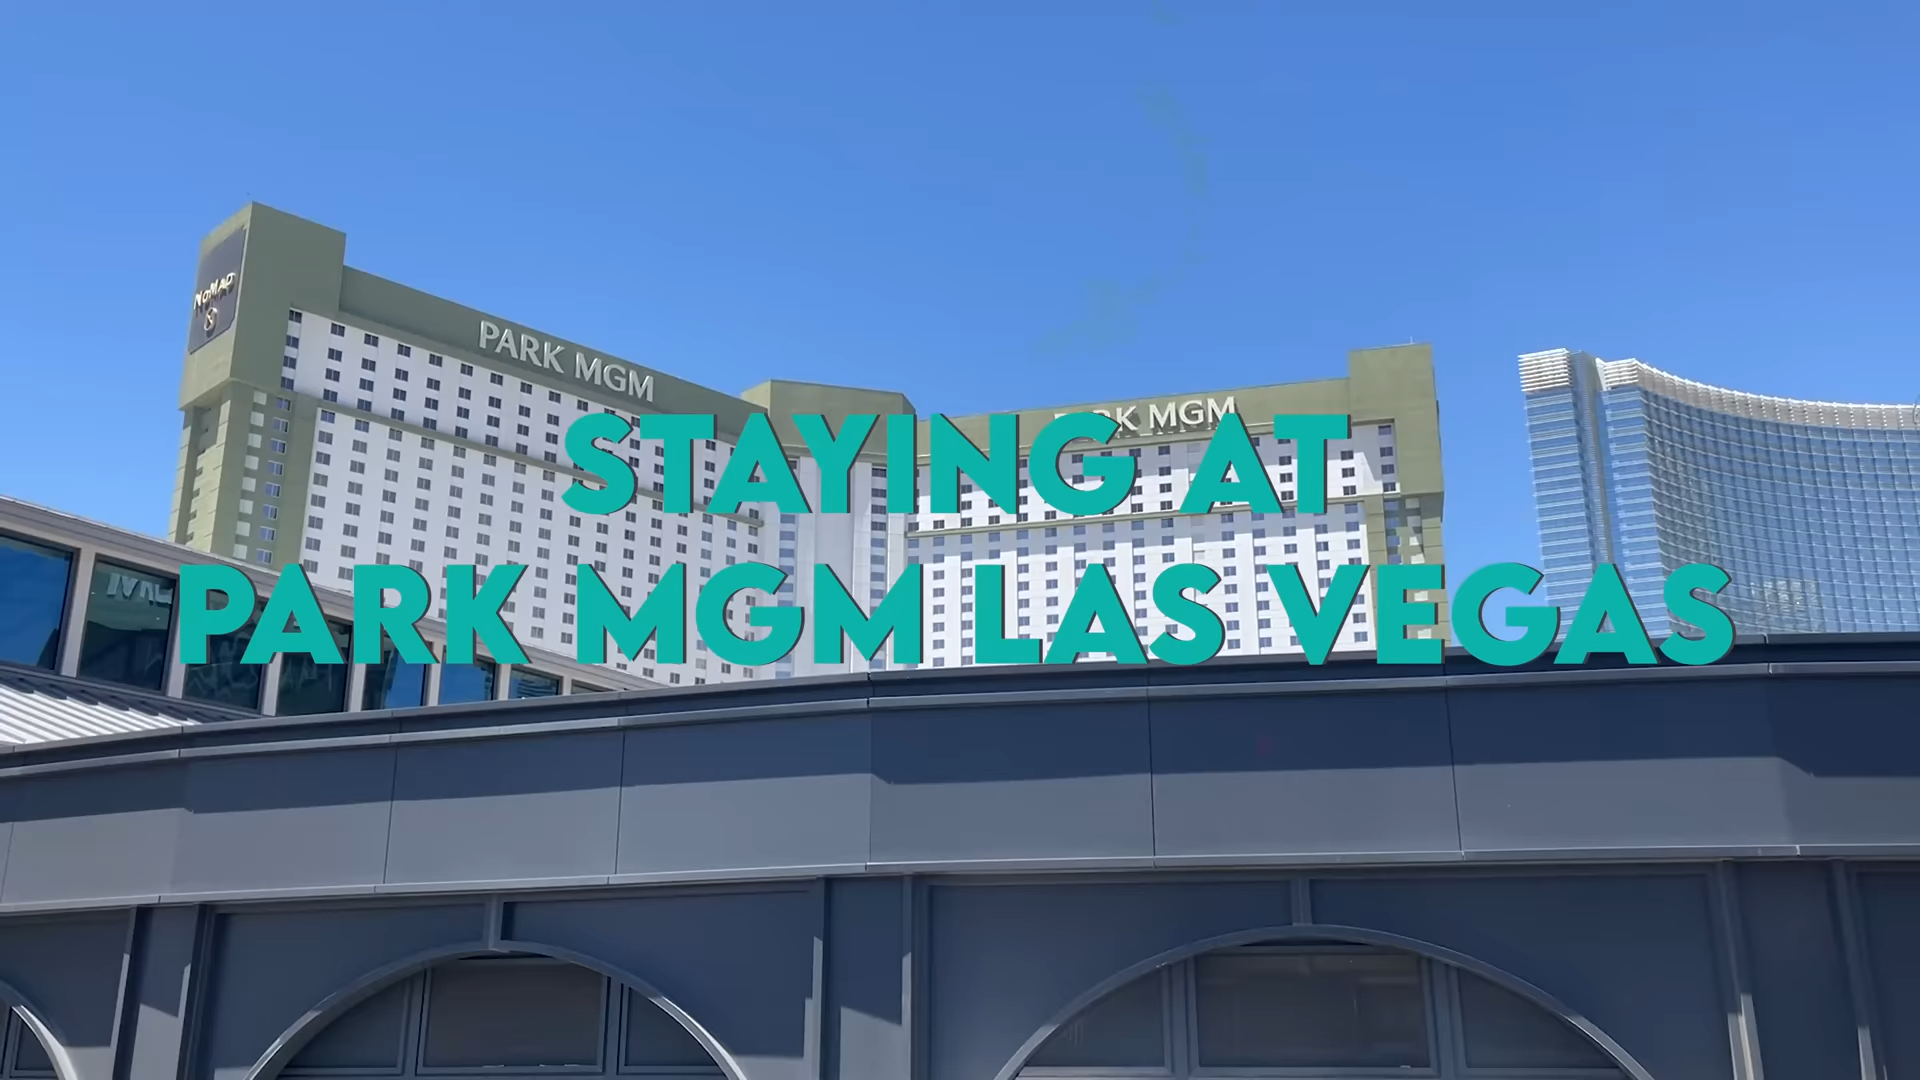 NOMAD
PARK MGM
PARK MGM
STAYING AT
PARK MGM LAS VEGAS